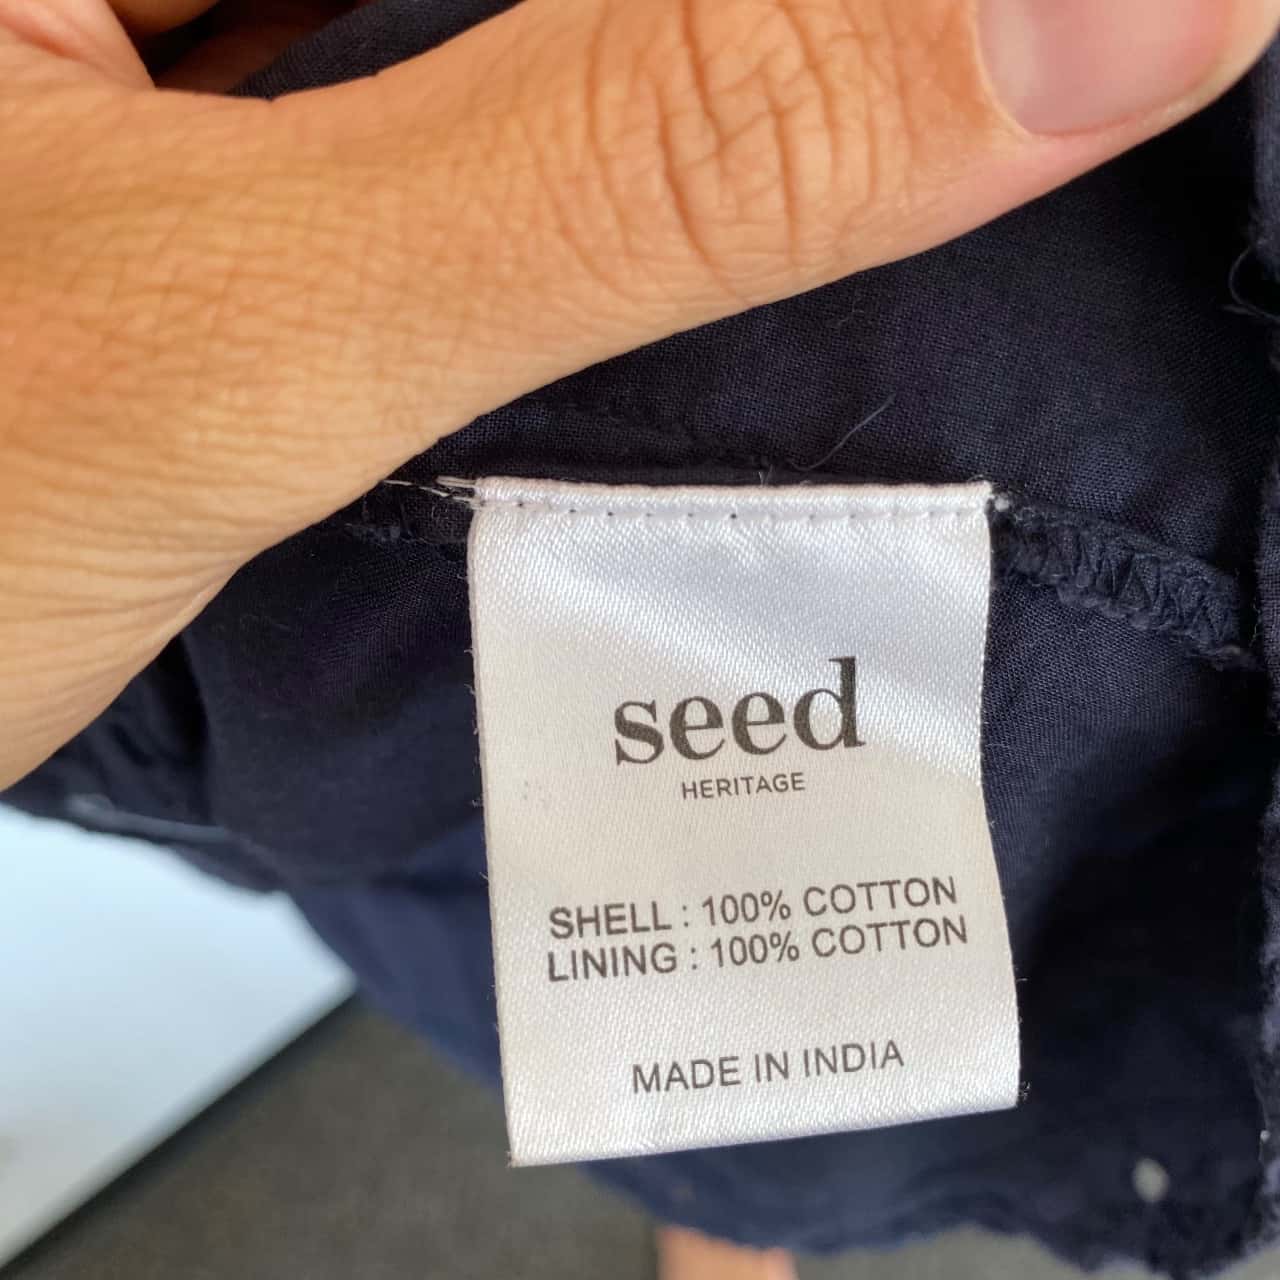 seed
HERITAGE
SHELL : 100% COTTON
LINING : 100% COTTON
MADE IN INDIA